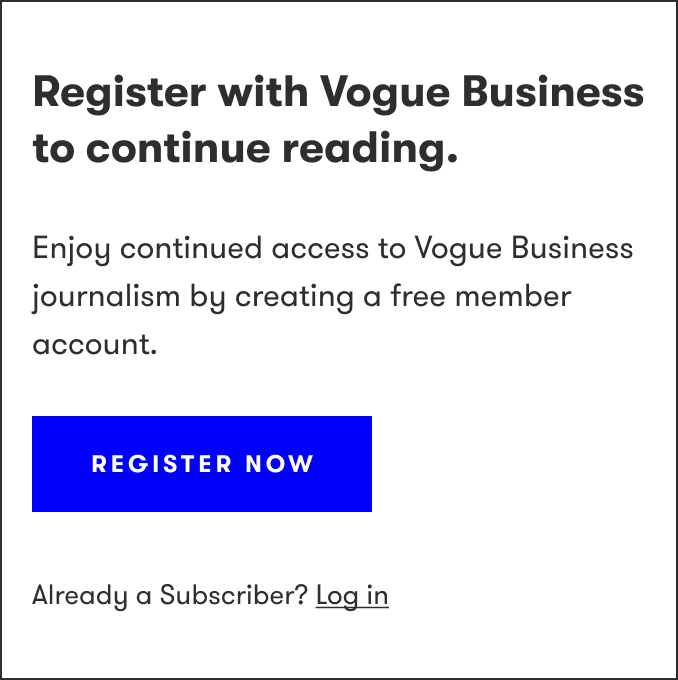 Register with Vogue Business
to continue reading.
Enjoy continued access to Vogue Business
journalism by creating a free member
account.
REGISTER NOW
Already a Subscriber? Log in